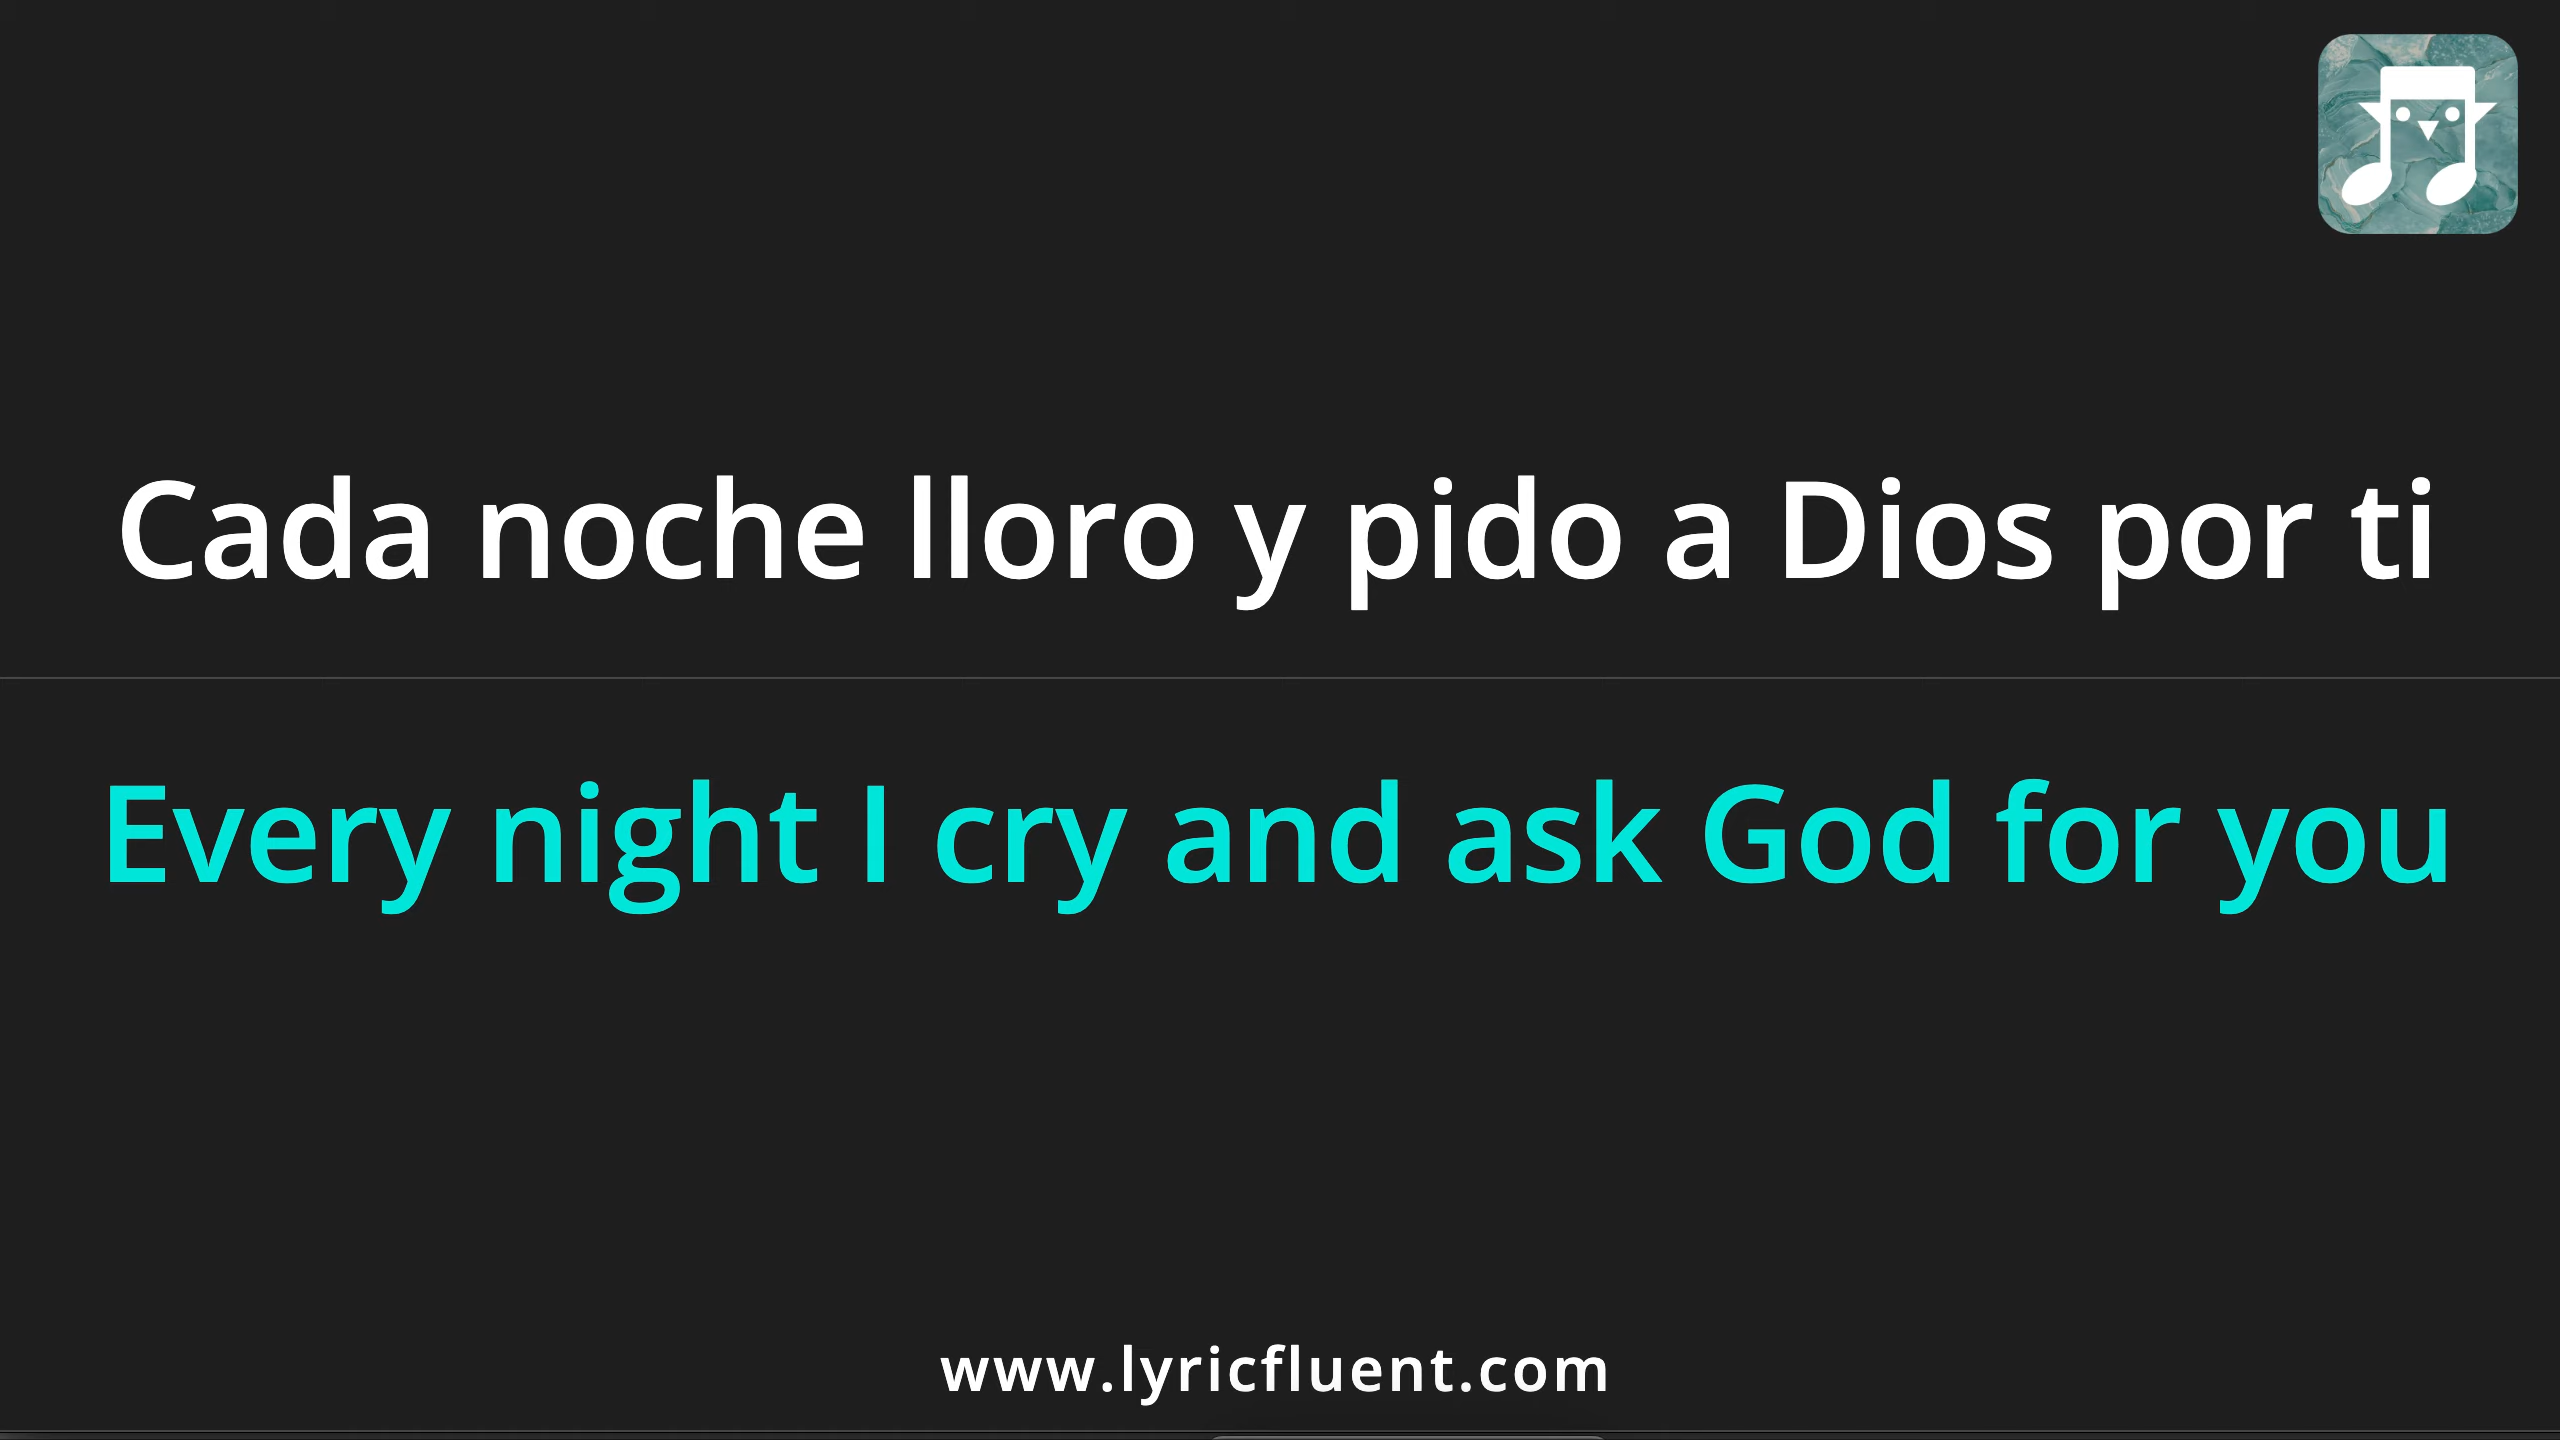 Cada noche lloro y pido a Dios por ti
Every night I cry and ask God for you
www.lyricfluent.com